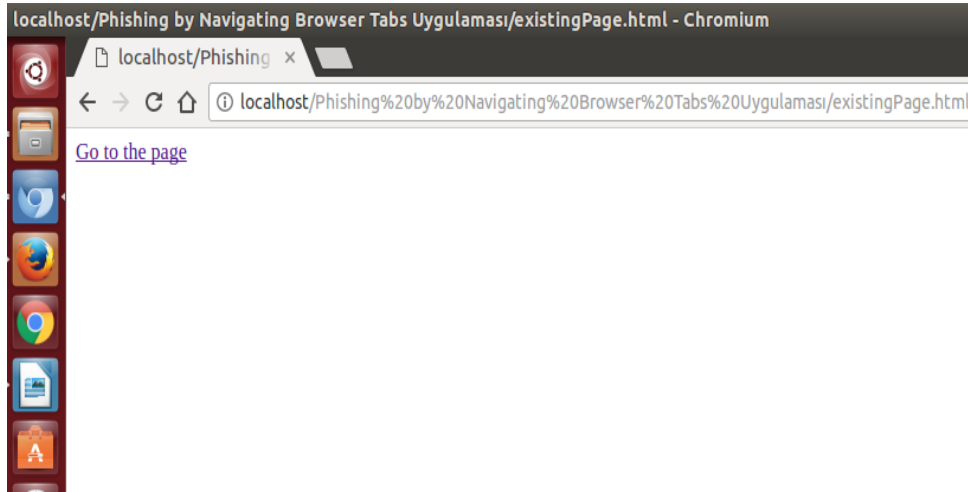 localhost/Phishing by Navigating Browser Tabs Uygulaması/existingPage.html - Chromium
localhost/Phishing
localhost/Phishing%20by%20Navigating%20Browser%20Tabs%20Uygulaması/existingPage.html
Go to the page